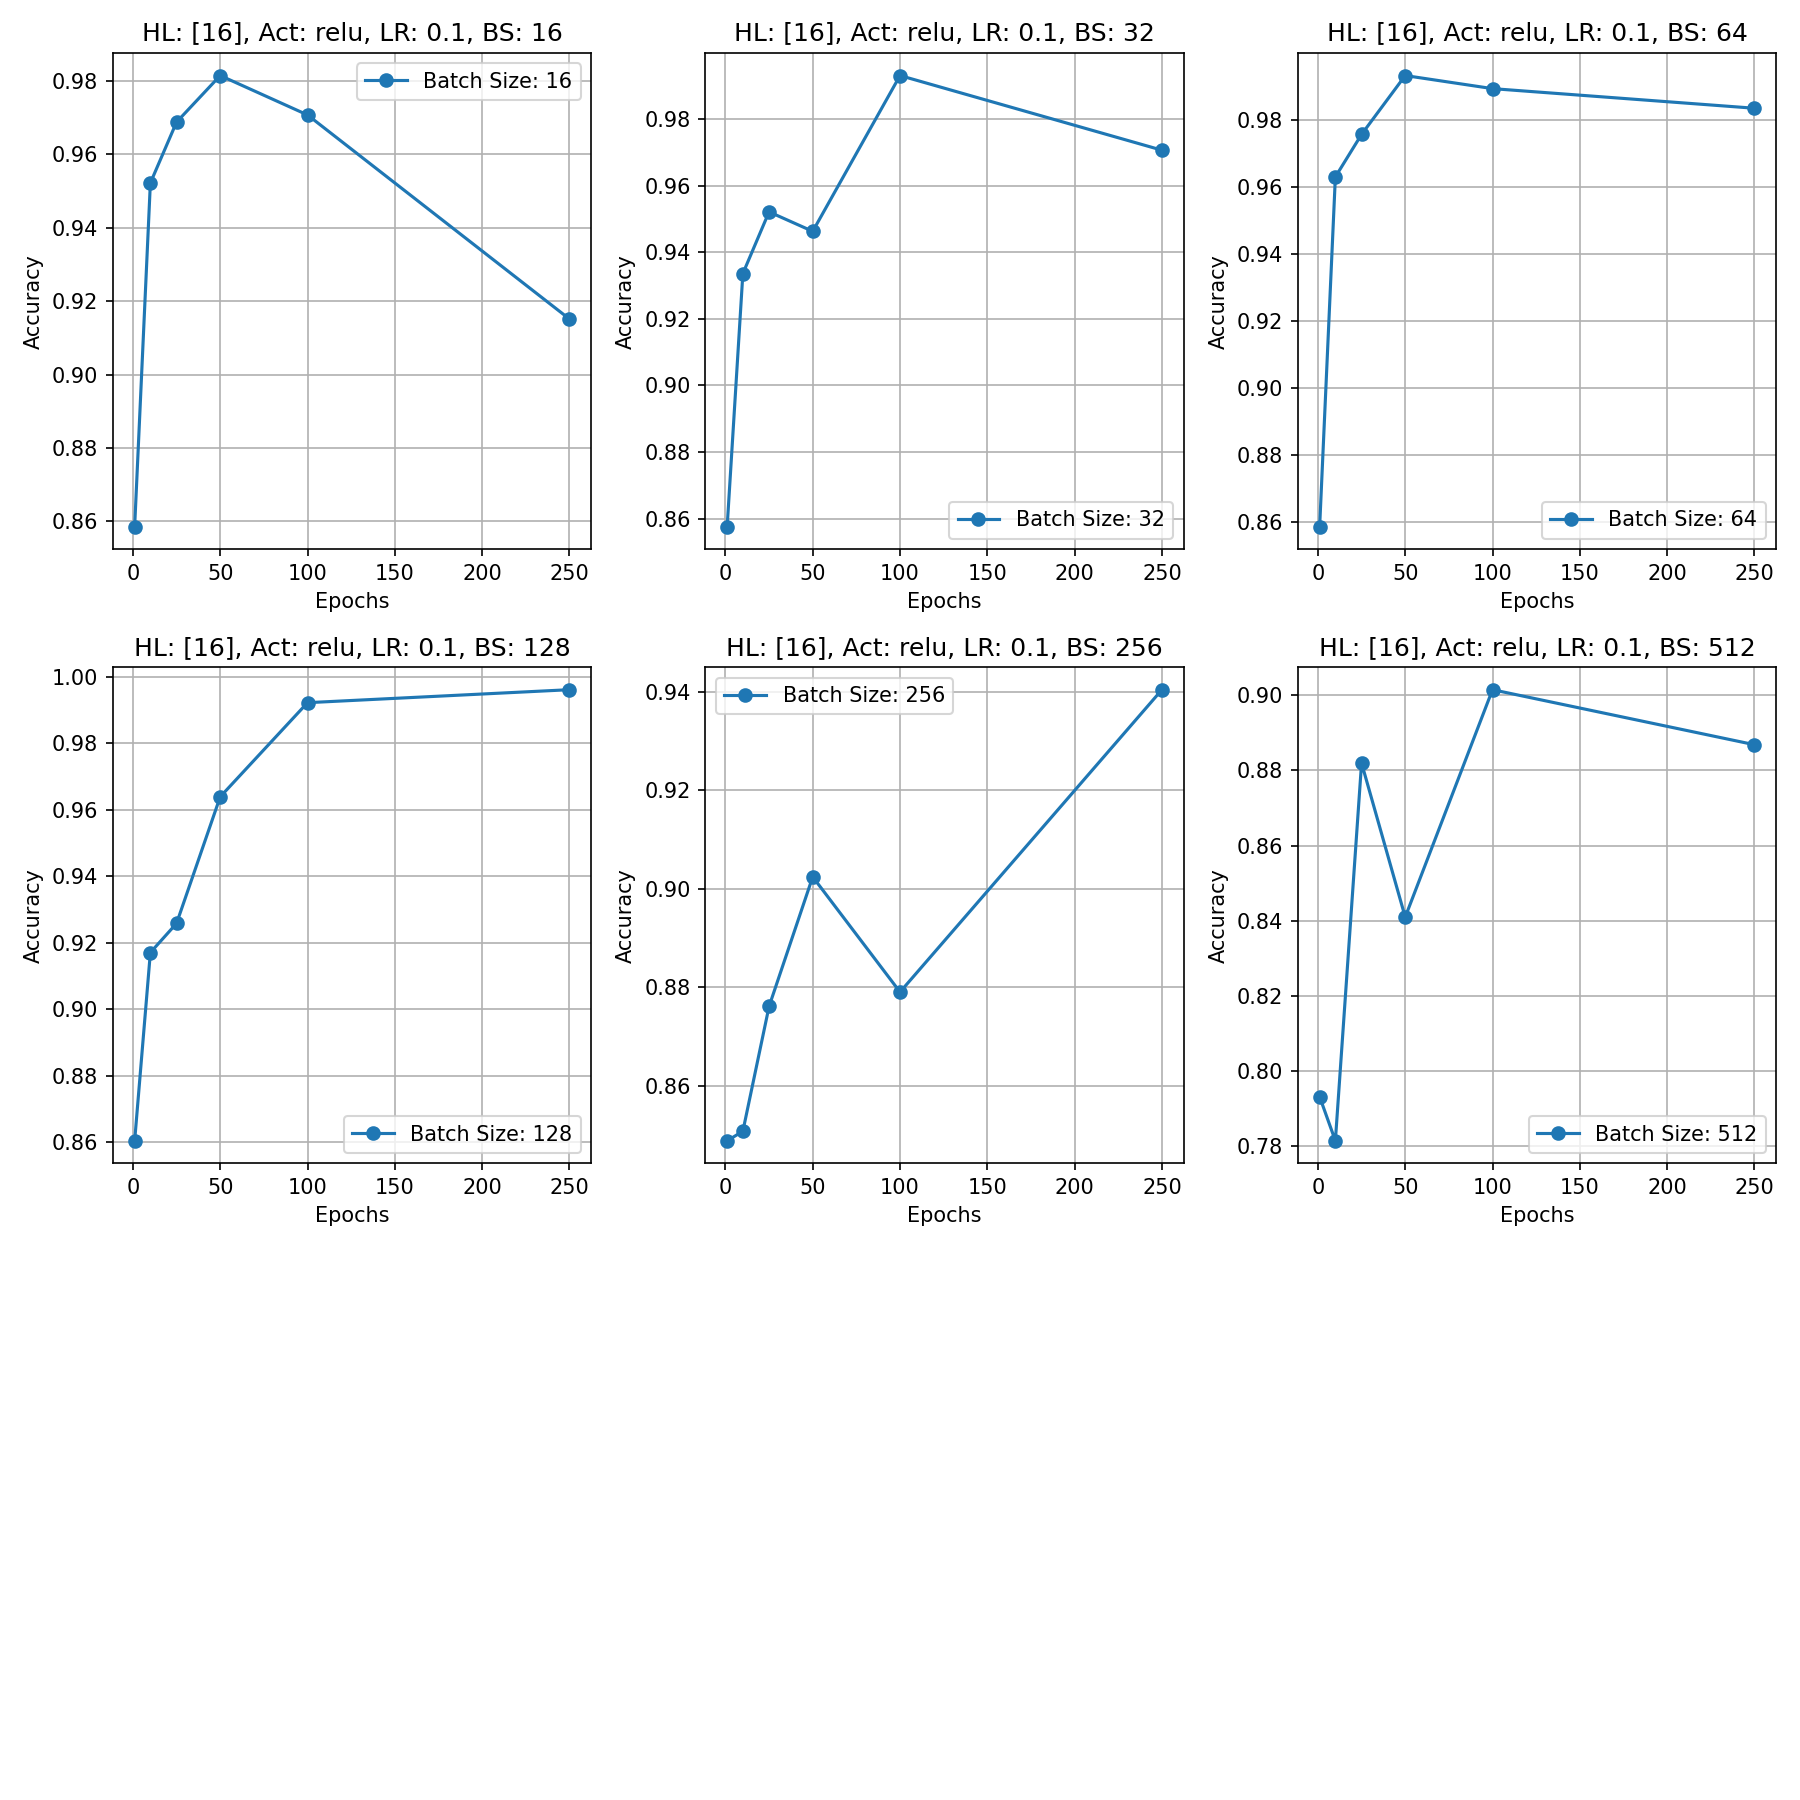 HL: [16], Act: relu, LR: 0.1, BS: 16
0.98
0.96
0.94
0.92
0.90
0.88
0.86
Accuracy
Batch Size: 16
0 50 100 150 200 250
Epochs
HL: [16], Act: relu, LR: 0.1, BS: 32
0.98
0.96
0.94
0.92
0.90
0.88
0.86
Accuracy
Batch Size: 32
0 50 100 150 200 250
Epochs
HL: [16], Act: relu, LR: 0.1, BS: 64
0.98
0.96
0.94
0.92
0.90
0.88
0.86
Accuracy
Batch Size: 64
0 50 100 150 200 250
Epochs
HL: [16], Act: relu, LR: 0.1, BS: 128
1.00
0.98
0.96
0.94
0.92
0.90
0.88
0.86
Accuracy
Batch Size: 128
0 50 100 150 200 250
Epochs
HL: [16], Act: relu, LR: 0.1, BS: 256
0.94
0.92
0.90
0.88
0.86
Accuracy
Batch Size: 256
0 50 100 150 200 250
Epochs
HL: [16], Act: relu, LR: 0.1, BS: 512
0.90
0.88
0.86
0.84
0.82
0.80
0.78
Accuracy
Batch Size: 512
0 50 100 150 200 250
Epochs